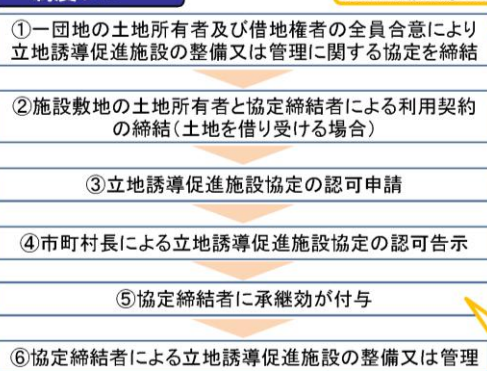 ①一団地の土地所有者及び借地権者の全員合意により
立地誘導促進施設の整備又は管理に関する協定を締結
②施設敷地の土地所有者と協定締結者による利用契約
の締結(土地を借り受ける場合)
③立地誘導促進施設協定の認可申請
④市町村長による立地誘導促進施設協定の認可告示
⑤協定締結者に承継効が付与
⑥協定締結者による立地誘導促進施設の整備又は管理